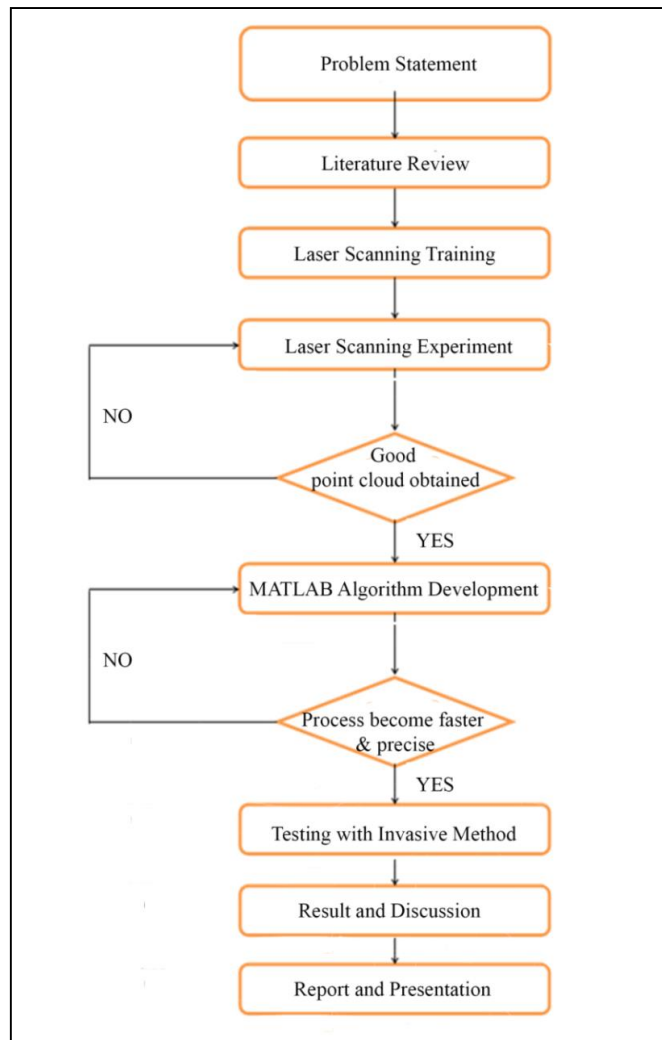 Problem Statement
Literature Review
Laser Scanning Training
Laser Scanning Experiment
NO
Good
point cloud obtained
YES
MATLAB Algorithm Development
NO
Process become faster
& precise
YES
Testing with Invasive Method
Result and Discussion
Report and Presentation